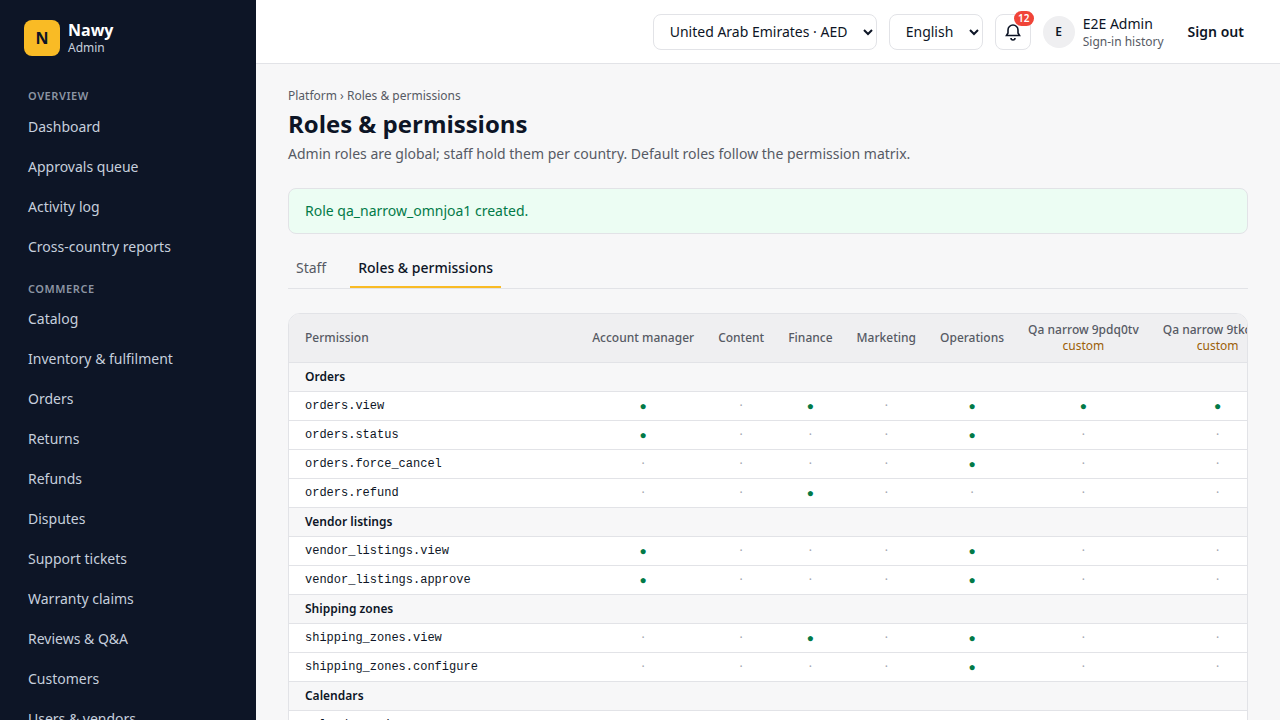 N
Nawy
Admin
OVERVIEW
Dashboard
Approvals queue
Activity log
Cross-country reports
COMMERCE
Catalog
Inventory & fulfilment
Orders
Returns
Refunds
Disputes
Support tickets
Warranty claims
Reviews & Q&A
Customers
Users & vendors
United Arab Emirates · AED
English
12
E
E2E Admin
Sign-in history
Sign out
Platform › Roles & permissions
Roles & permissions
Admin roles are global; staff hold them per country. Default roles follow the permission matrix.
Role qa_narrow_omnjoa1 created.
Staff Roles & permissions
Permission Account manager Content Finance Marketing Operations Qa narrow 9pdq0tv custom Qa narrow custom
Orders
orders.view ● · ● · ● ● ●
orders.status ● · · · ● · ·
orders.force_cancel · · · · ● · ·
orders.refund · · ● · · · ·
Vendor listings
vendor_listings.view ● · · · ● · ·
vendor_listings.approve ● · · · ● · ·
Shipping zones
shipping_zones.view · · ● · ● · ·
shipping_zones.configure · · · · ● · ·
Calendars